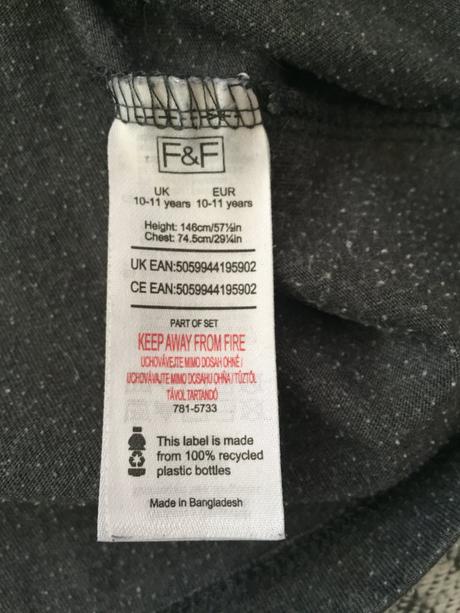 F&F
UK EUR
10-11 years 10-11 years
Height: 146cm/57½in
Chest: 74.5cm/29¼in
UK EAN:5059944195902
CE EAN:5059944195902
PART OF SET
KEEP AWAY FROM FIRE
UCHOVÁVEJTE MIMO DOSAH OHNĚ /
UCHOVÁVAJTE MIMO DOSAHU OHŇA / TŰZTŐL
TÁVOL TARTANDÓ
781-5733
This label is made
from 100% recycled
plastic bottles
Made in Bangladesh